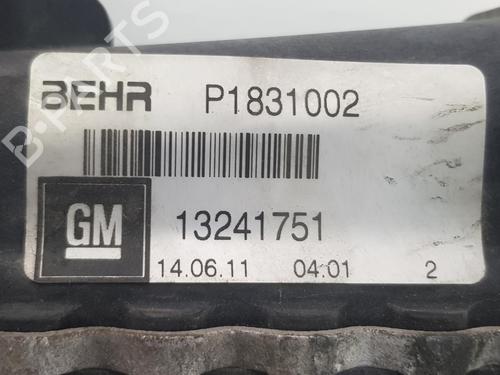 BEHR P1831002
GM 13241751
14.06.11 04:01 2
B-PARTS